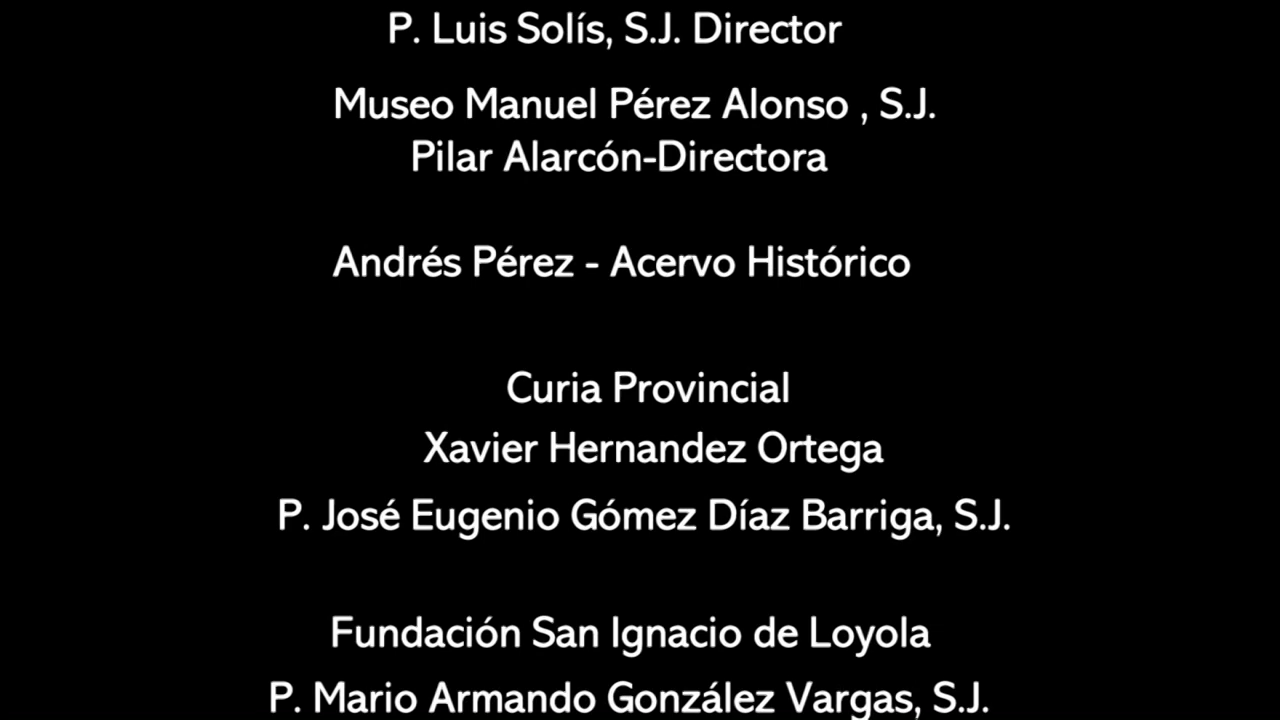 P. Luis Solís, S.J. Director
Museo Manuel Pérez Alonso , S.J.
Pilar Alarcón-Directora
Andrés Pérez - Acervo Histórico
Curia Provincial
Xavier Hernandez Ortega
P. José Eugenio Gómez Díaz Barriga, S.J.
Fundación San Ignacio de Loyola
P. Mario Armando González Vargas, S.J.